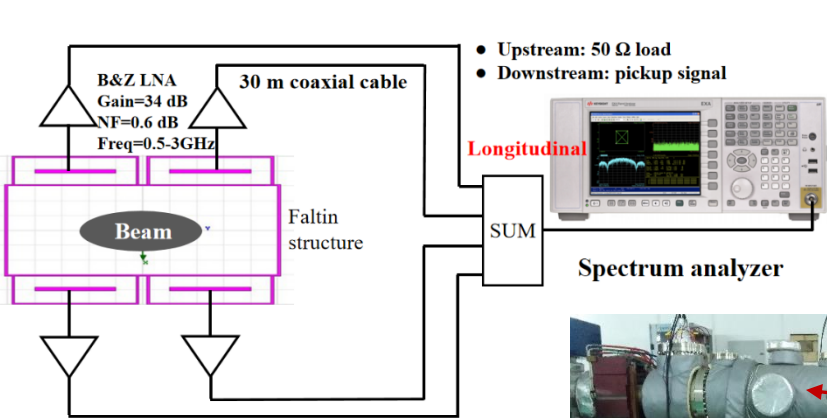 ● Upstream: 50 Ω load
● Downstream: pickup signal
B&Z LNA
Gain=34 dB
NF=0.6 dB
Freq=0.5-3GHz
30 m coaxial cable
Longitudinal
EXA
Faltin
structure
Beam
SUM
Spectrum analyzer